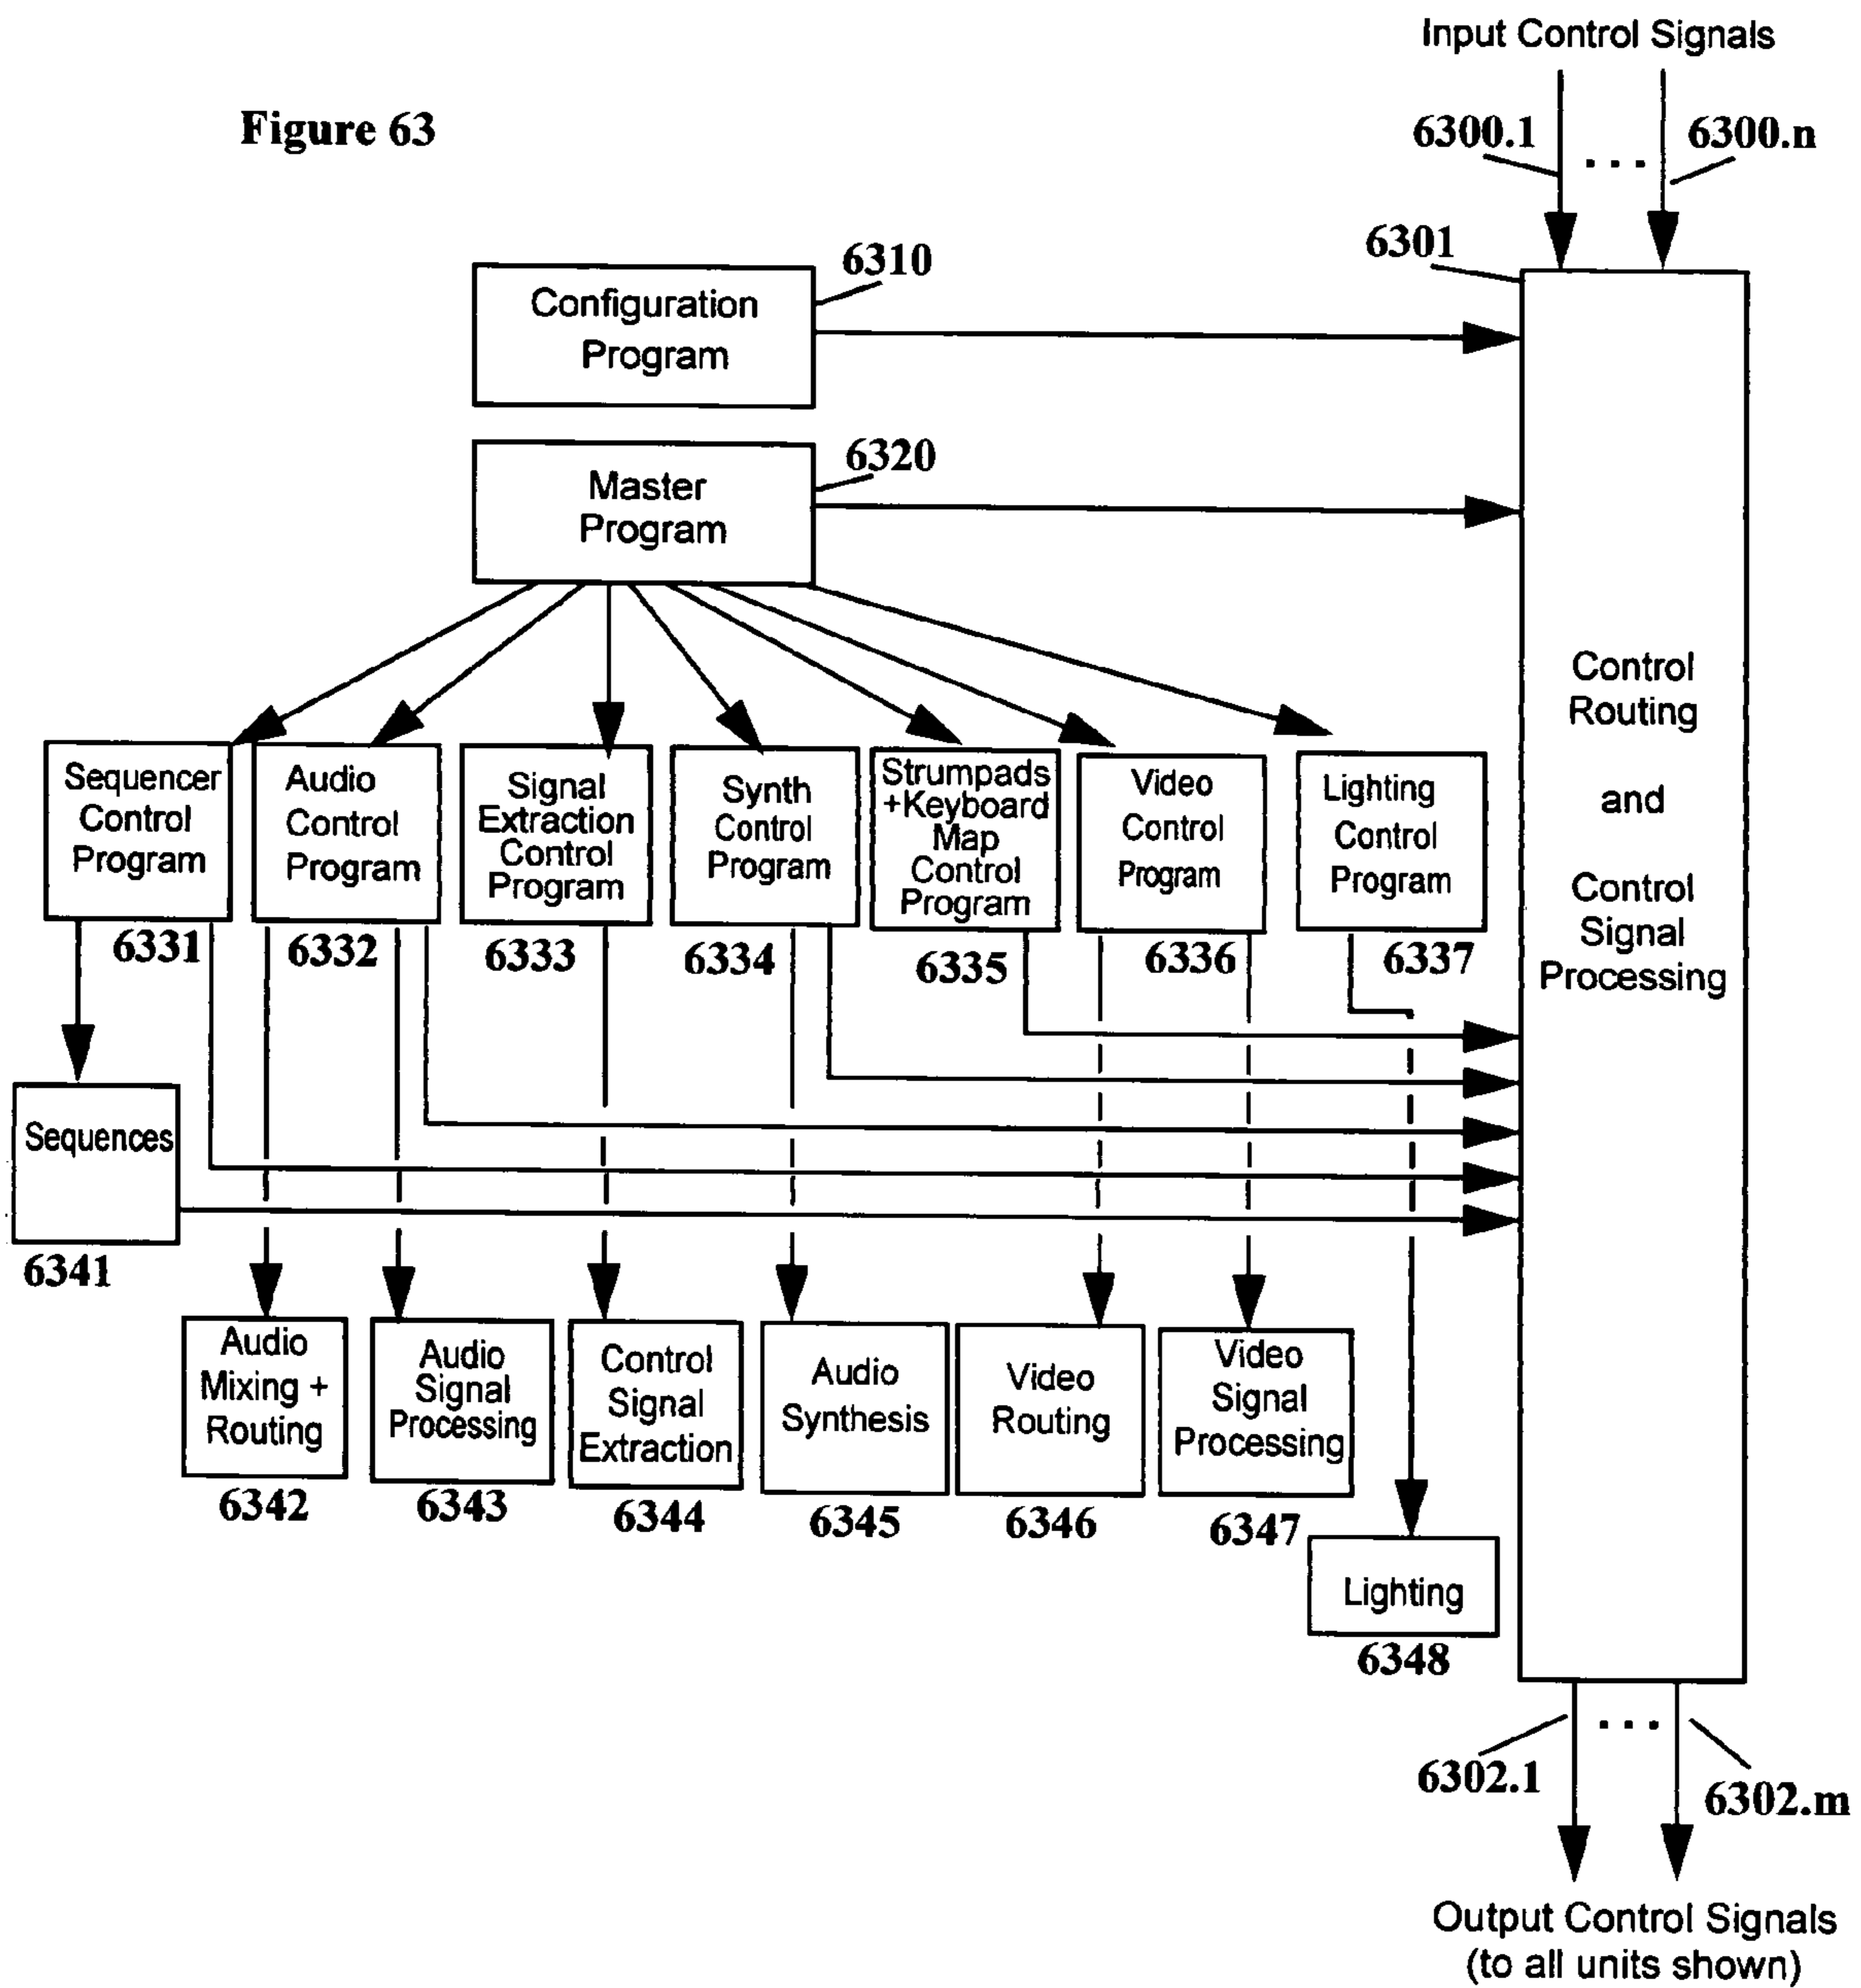 Input Control Signals
Figure 63
6300.1
...
6300.n
6301
6310
Configuration
Program
6320
Master
Program
Control
Routing
and
Control
Signal
Processing
Sequencer
Control
Program
6331
Audio
Control
Program
6332
Signal
Extraction
Control
Program
6333
Synth
Control
Program
6334
Strumpads
+Keyboard
Map
Control
Program
6335
Video
Control
Program
6336
Lighting
Control
Program
6337
Sequences
6341
Audio
Mixing +
Routing
6342
Audio
Signal
Processing
6343
Control
Signal
Extraction
6344
Audio
Synthesis
6345
Video
Routing
6346
Video
Signal
Processing
6347
Lighting
6348
6302.1
...
6302.m
Output Control Signals
(to all units shown)